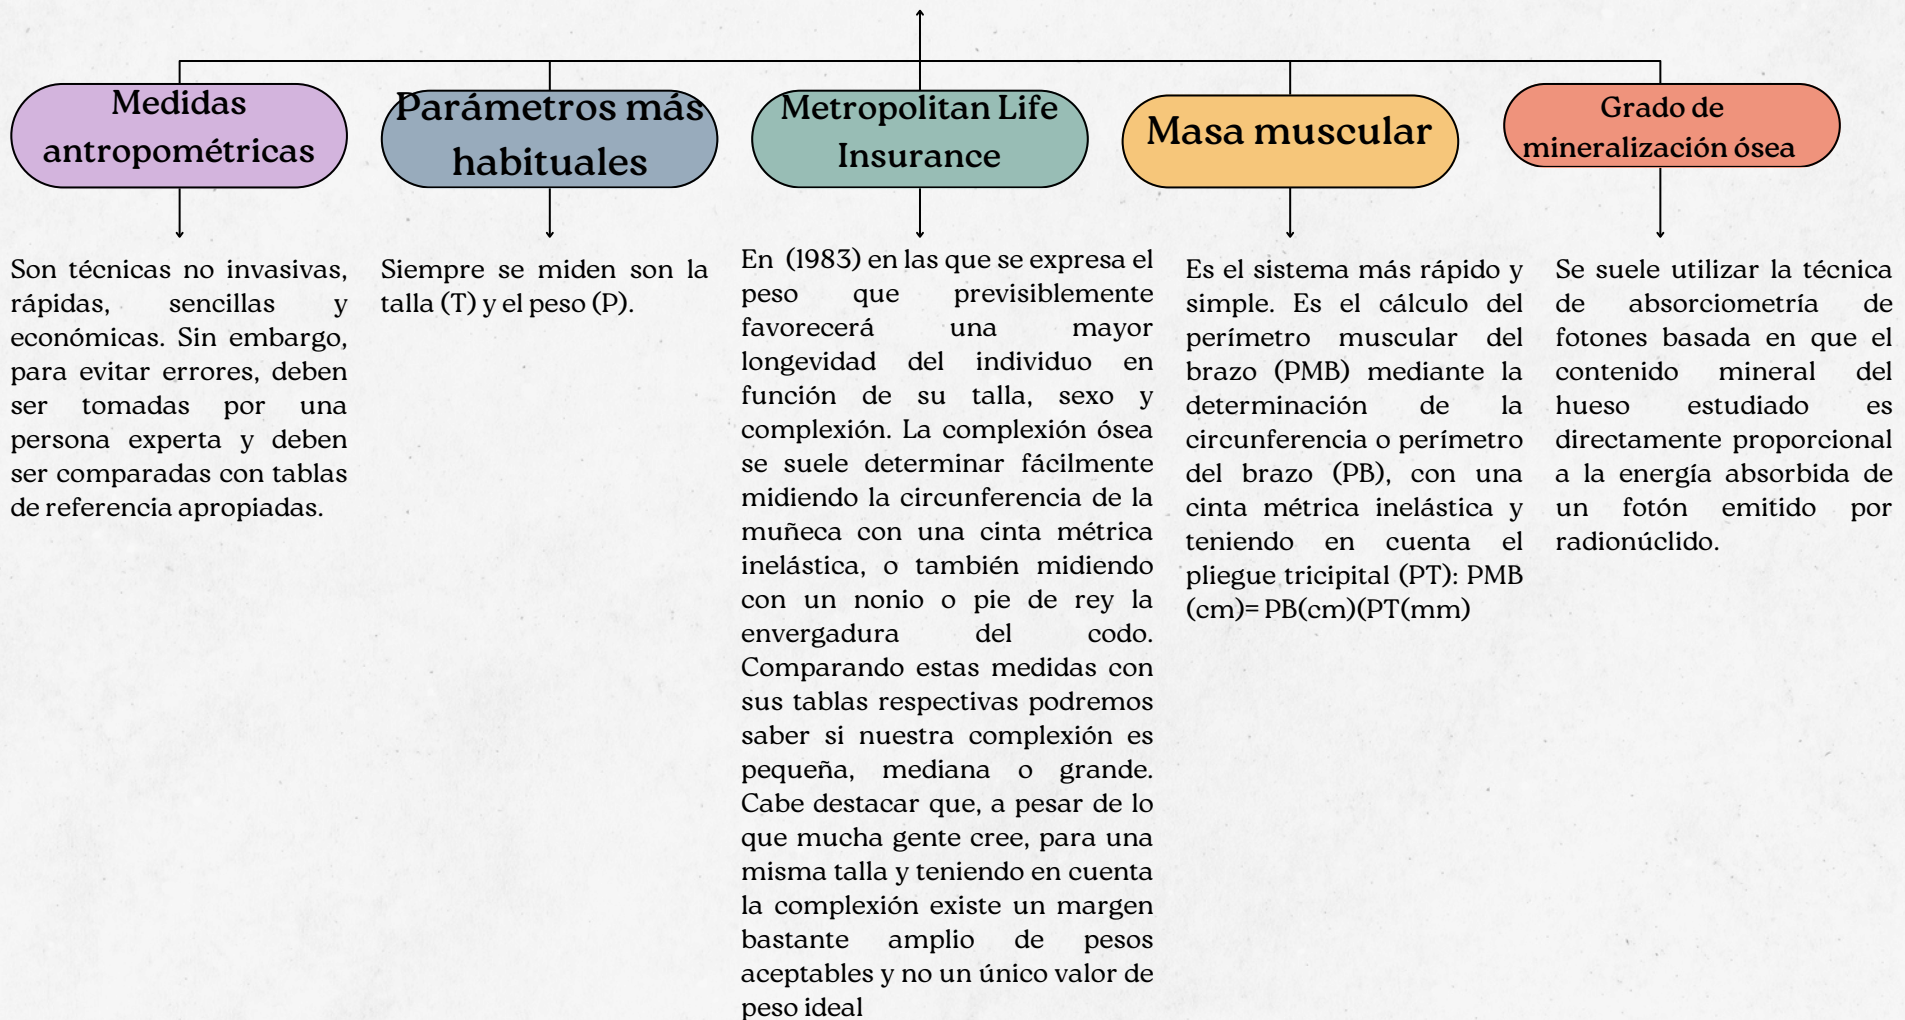 Medidas
antropométricas
Son técnicas no invasivas,
rápidas, sencillas y
económicas. Sin embargo,
para evitar errores, deben
ser tomadas por una
persona experta y deben
ser comparadas con tablas
de referencia apropiadas.
Parámetros más
habituales
Siempre se miden son la
talla (T) y el peso (P).
Metropolitan Life
Insurance
En (1983) en las que se expresa el
peso que previsiblemente
favorecerá una mayor
longevidad del individuo en
función de su talla, sexo y
complexión. La complexión ósea
se suele determinar fácilmente
midiendo la circunferencia de la
muñeca con una cinta métrica
inelástica, o también midiendo
con un nonio o pie de rey la
envergadura del codo.
Comparando estas medidas con
sus tablas respectivas podremos
saber si nuestra complexión es
pequeña, mediana o grande.
Cabe destacar que, a pesar de lo
que mucha gente cree, para una
misma talla y teniendo en cuenta
la complexión existe un margen
bastante amplio de pesos
aceptables y no un único valor de
peso ideal
Masa muscular
Es el sistema más rápido y
simple. Es el cálculo del
perímetro muscular del
brazo (PMB) mediante la
determinación de la
circunferencia o perímetro
del brazo (PB), con una
cinta métrica inelástica y
teniendo en cuenta el
pliegue tricipital (PT): PMB
(cm)= PB(cm)(PT(mm)
Grado de
mineralización ósea
Se suele utilizar la técnica
de absorciometría de
fotones basada en que el
contenido mineral del
hueso estudiado es
directamente proporcional
a la energía absorbida de
un fotón emitido por
radionúclido.